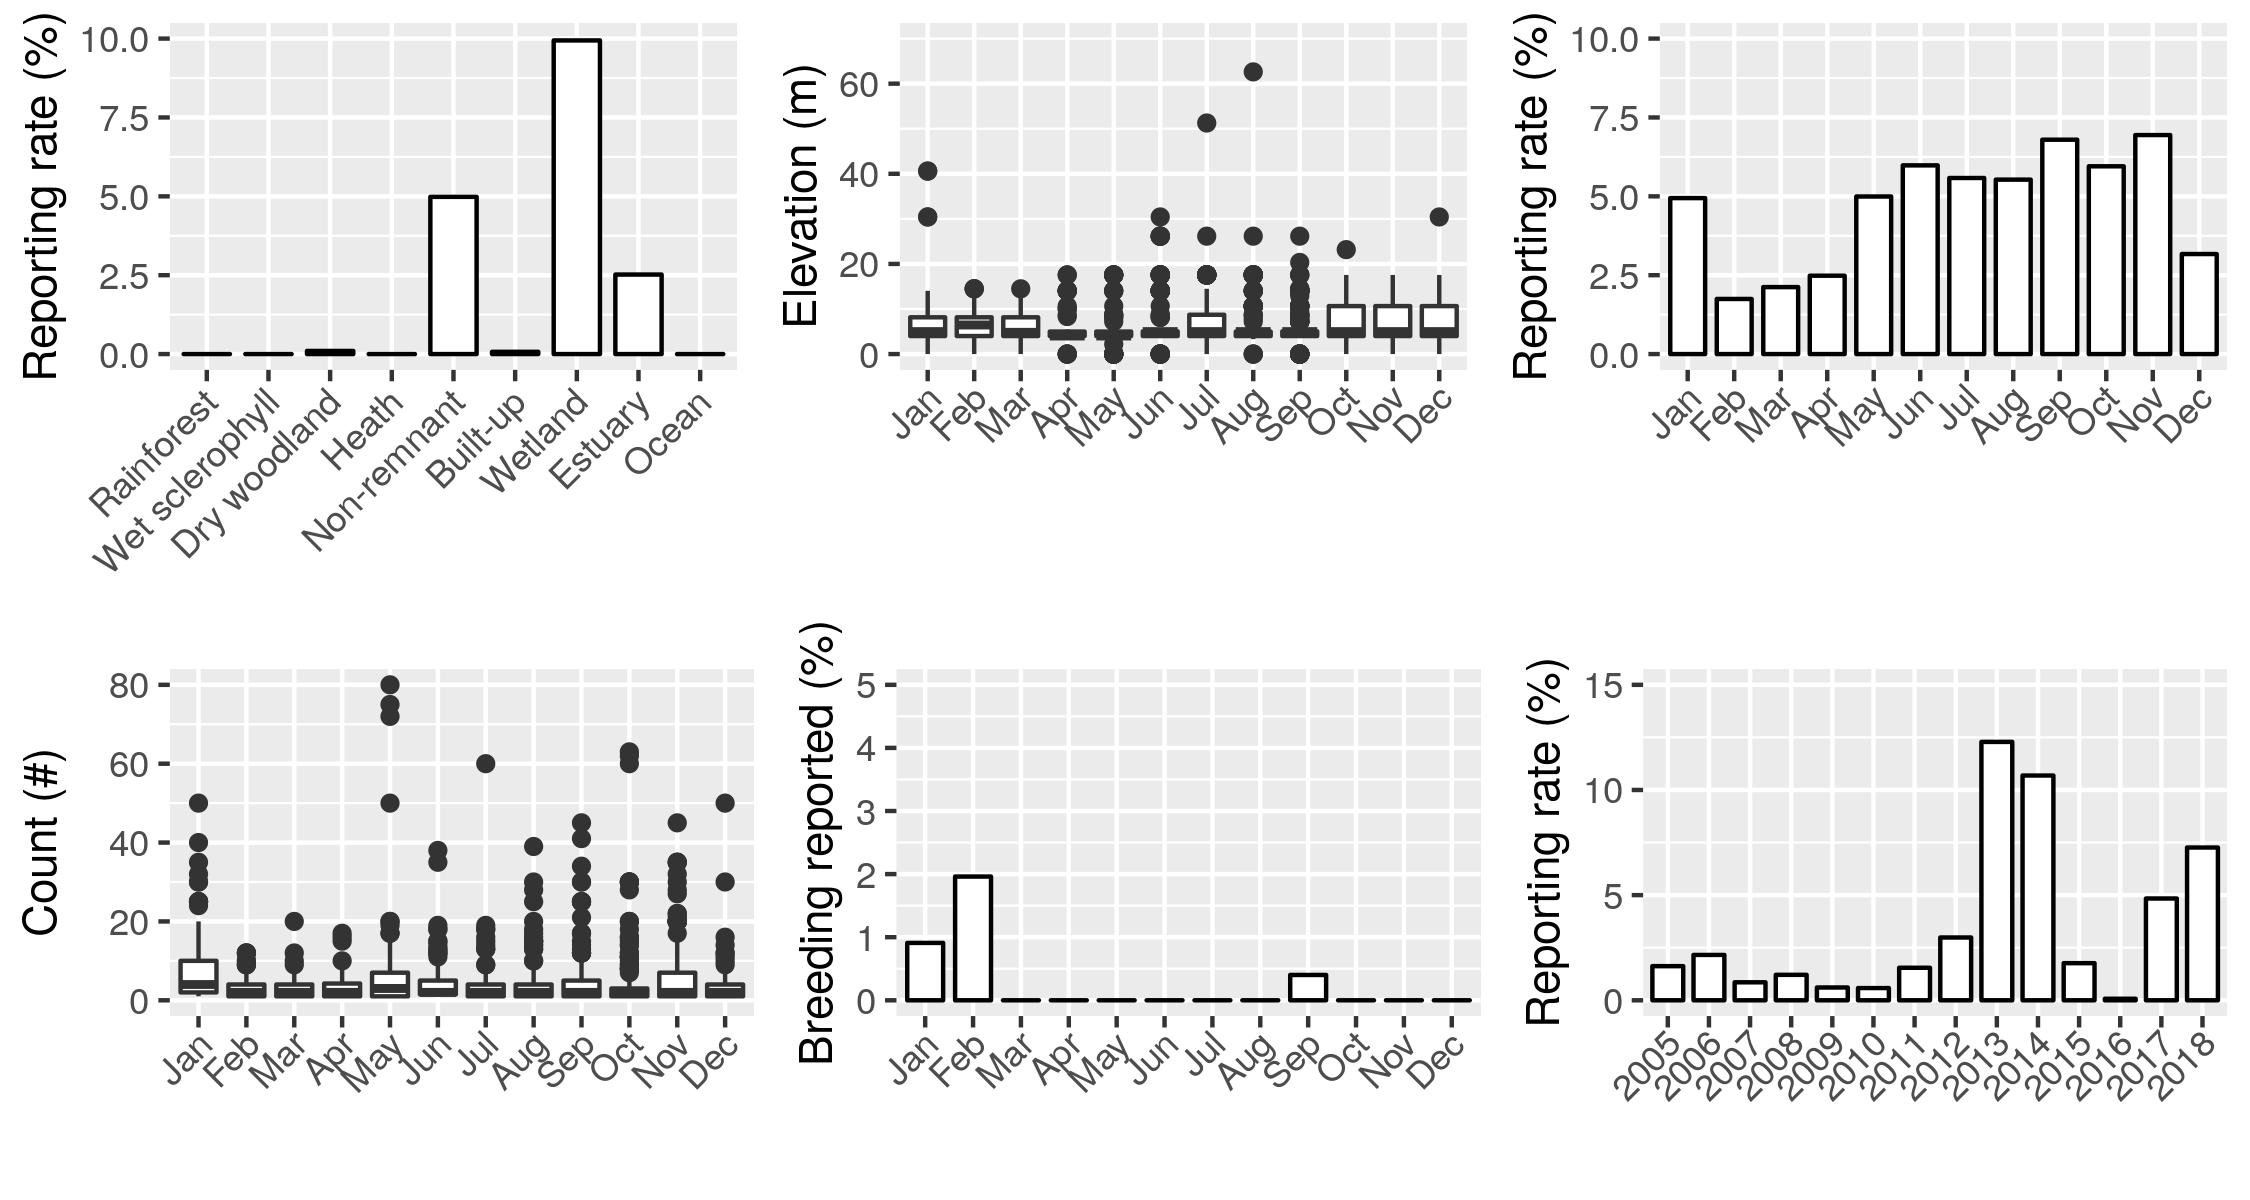 Reporting rate (%)
10.0
7.5
5.0
2.5
0.0
Rainforest
Wet sclerophyll
Dry woodland
Heath
Non-remnant
Built-up
Wetland
Estuary
Ocean
Elevation (m)
60
40
20
0
Jan
Feb
Mar
Apr
May
Jun
Jul
Aug
Sep
Oct
Nov
Dec
Reporting rate (%)
10.0
7.5
5.0
2.5
0.0
Jan
Feb
Mar
Apr
May
Jun
Jul
Aug
Sep
Oct
Nov
Dec
Count (#)
80
60
40
20
0
Jan
Feb
Mar
Apr
May
Jun
Jul
Aug
Sep
Oct
Nov
Dec
Breeding reported (%)
5
4
3
2
1
0
Jan
Feb
Mar
Apr
May
Jun
Jul
Aug
Sep
Oct
Nov
Dec
Reporting rate (%)
15
10
5
0
2005
2006
2007
2008
2009
2010
2011
2012
2013
2014
2015
2016
2017
2018